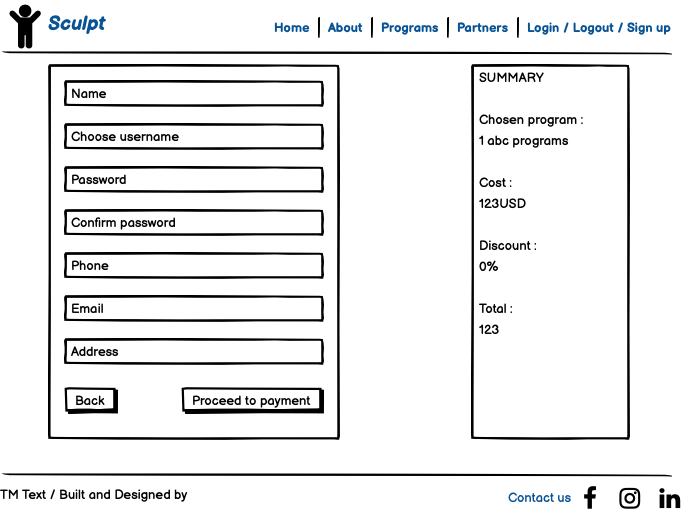 Sculpt
Home | About | Programs | Partners | Login / Logout / Sign up
Name
Choose username
Password
Confirm password
Phone
Email
Address
Back
Proceed to payment
SUMMARY
Chosen program :
1 abc programs
Cost :
123USD
Discount :
0%
Total :
123
TM Text / Built and Designed by
Contact us